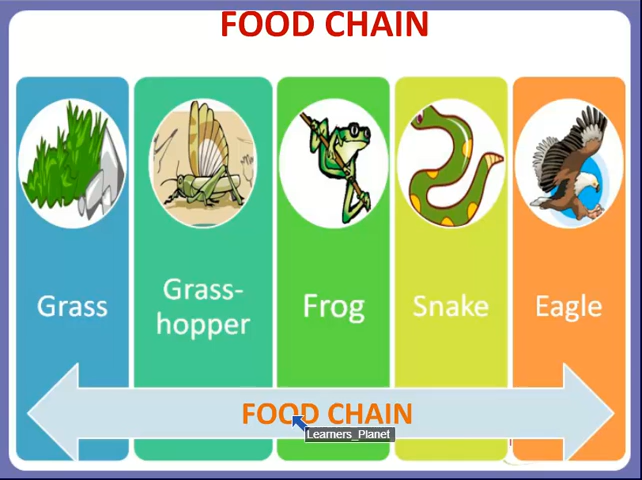 FOOD CHAIN
Grass
Grass-
hopper
Frog
Snake
Eagle
FOOD CHAIN
Learners_Planet